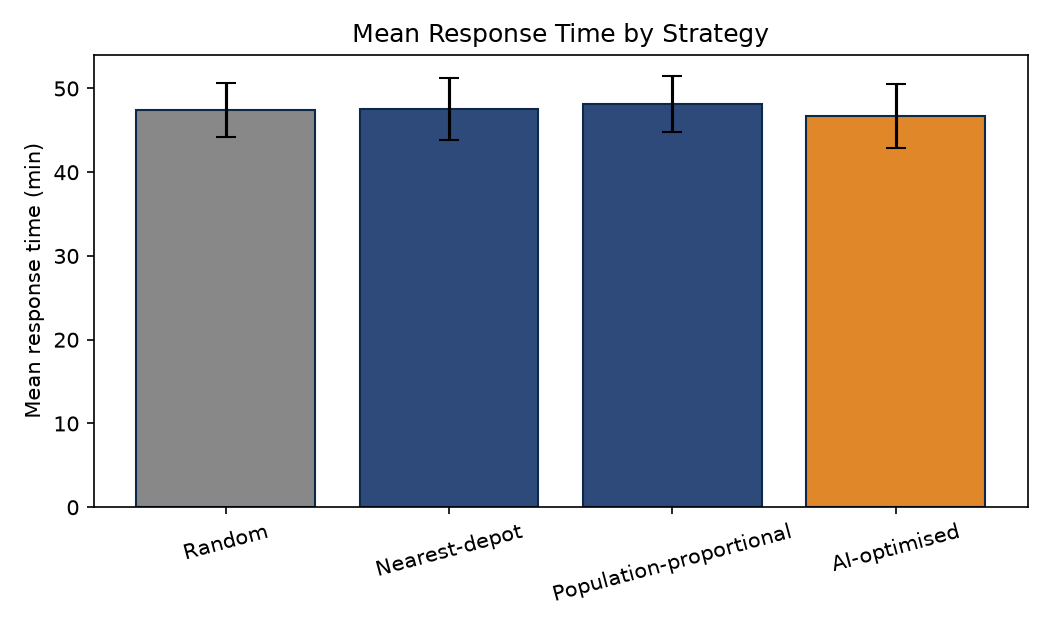 Mean Response Time by Strategy
Mean response time (min)
50
40
30
20
10
0
Random
Nearest-depot
Population-proportional
AI-optimised